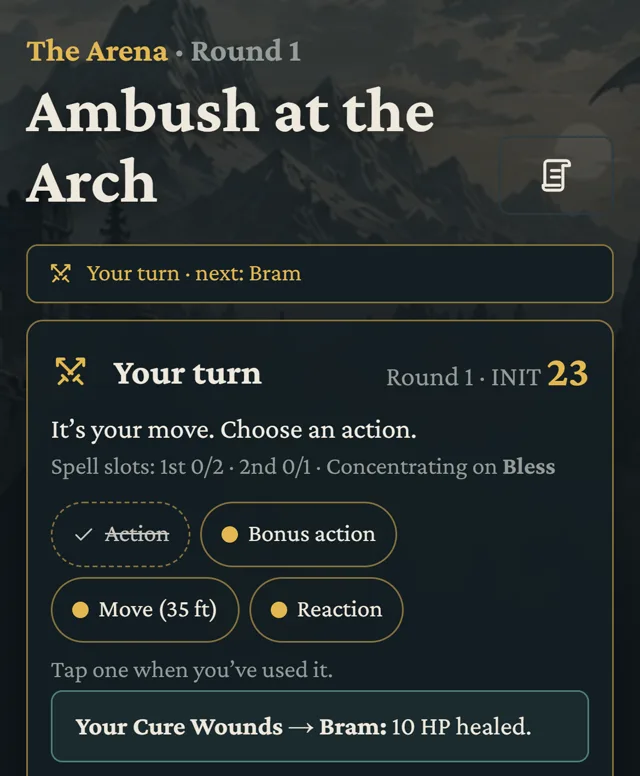 The Arena · Round 1
Ambush at the
Arch
Your turn · next: Bram
Your turn
Round 1 · INIT 23
It’s your move. Choose an action.
Spell slots: 1st 0/2 · 2nd 0/1 · Concentrating on Bless
Action
Bonus action
Move (35 ft)
Reaction
Tap one when you’ve used it.
Your Cure Wounds → Bram: 10 HP healed.